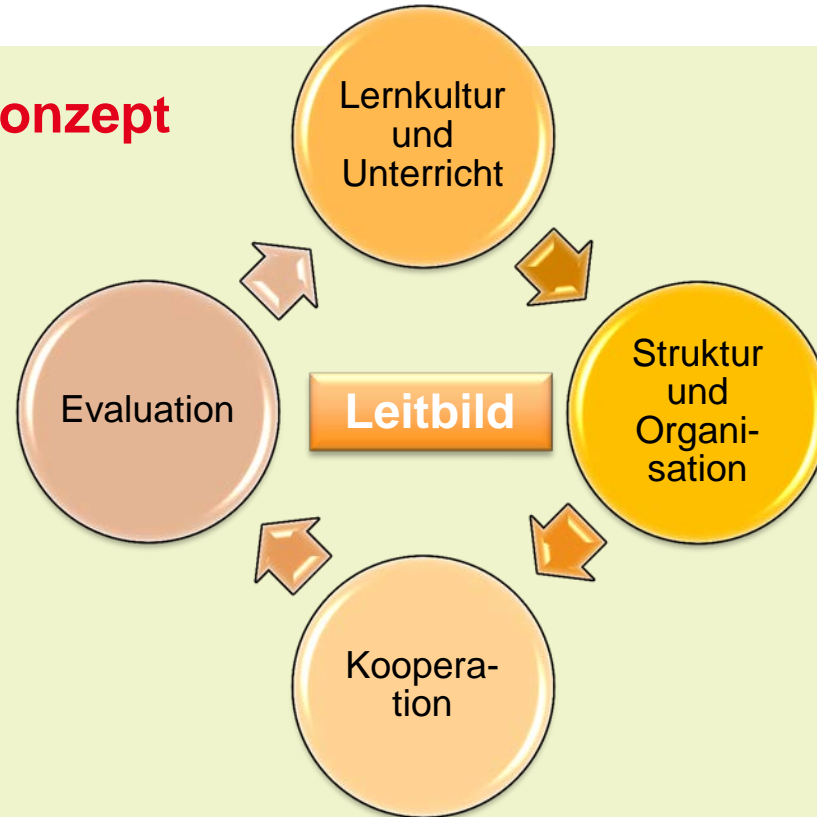 onzept
Lernkultur
und
Unterricht
Struktur
und
Organi-
sation
Evaluation
Leitbild
Koopera-
tion